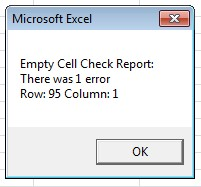 Microsoft Excel
Empty Cell Check Report:
There was 1 error
Row: 95 Column: 1
OK